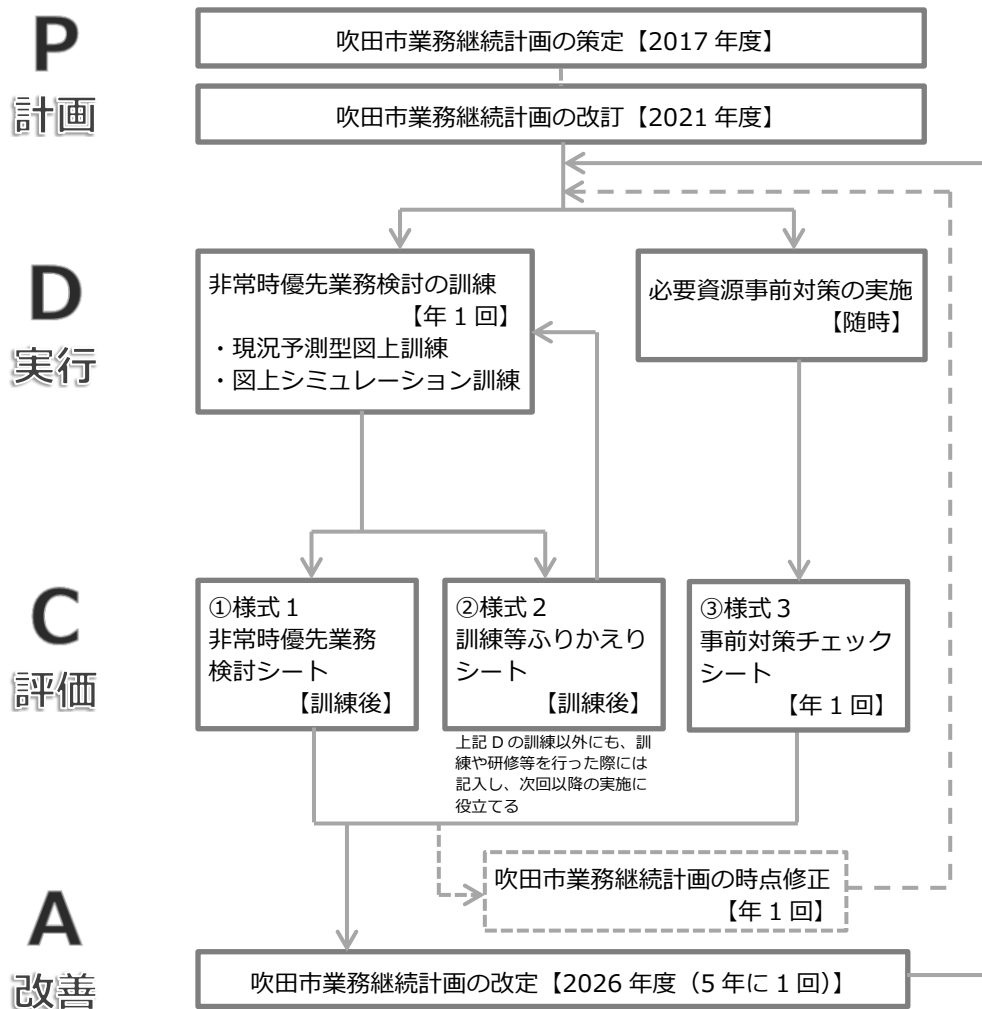 P
計画
吹田市業務継続計画の策定【2017 年度】
吹田市業務継続計画の改訂【2021 年度】
D
実行
非常時優先業務検討の訓練
【年 1 回】
・現況予測型図上訓練
・図上シミュレーション訓練
必要資源事前対策の実施
【随時】
C
評価
①様式 1
非常時優先業務
検討シート
【訓練後】
②様式 2
訓練等ふりかえり
シート
【訓練後】
上記 D の訓練以外にも、訓
練や研修等を行った際には
記入し、次回以降の実施に
役立てる
③様式 3
事前対策チェック
シート
【年 1 回】
A
改善
吹田市業務継続計画の時点修正
【年 1 回】
吹田市業務継続計画の改定【2026 年度（5 年に 1 回）】